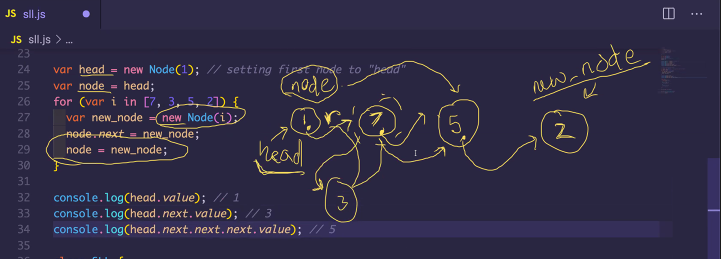 JS sll.js
JS sll.js > ...
23
24 var head = new Node(1); // setting first node to "head"
25 var node = head;
26 for (var i in [7, 3, 5, 2]) {
27 var new_node = new Node(i);
28 node.next = new_node;
29 node = new_node;
30 }
31
32 console.log(head.value); // 1
33 console.log(head.next.value); // 3
34 console.log(head.next.next.next.value); // 5
35
node
new_node
1
7
5
2
head
3